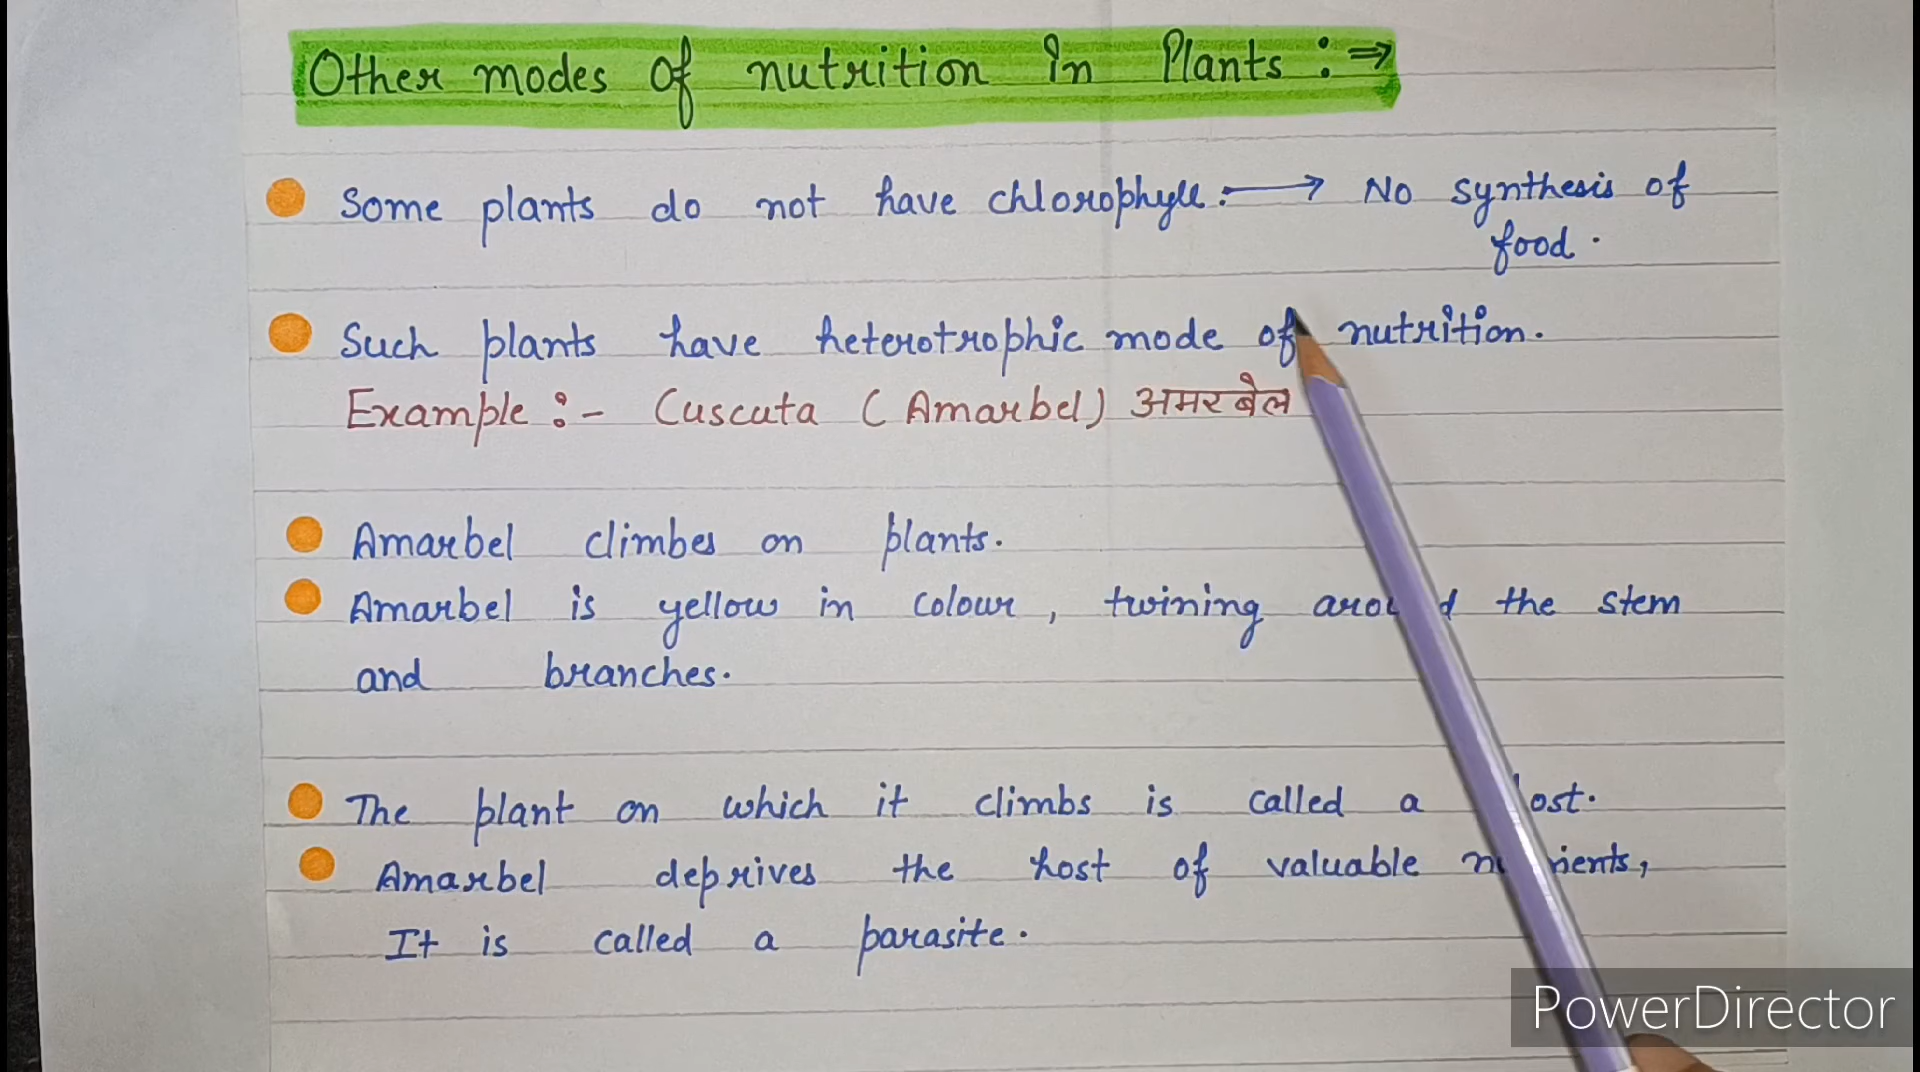 Other modes of nutrition in Plants :⇒
Some plants do not have chlorophyll. → No synthesis of
food.
Such plants have heterotrophic mode of nutrition.
Example :- Cuscuta ( Amarbel) अमरबेल
Amarbel climbes on plants.
Amarbel is yellow in colour, twining the stem
and branches.
The plant on which it climbs is called a
Amarbel deprives the host of valuable
It is called a parasite.
PowerDirector